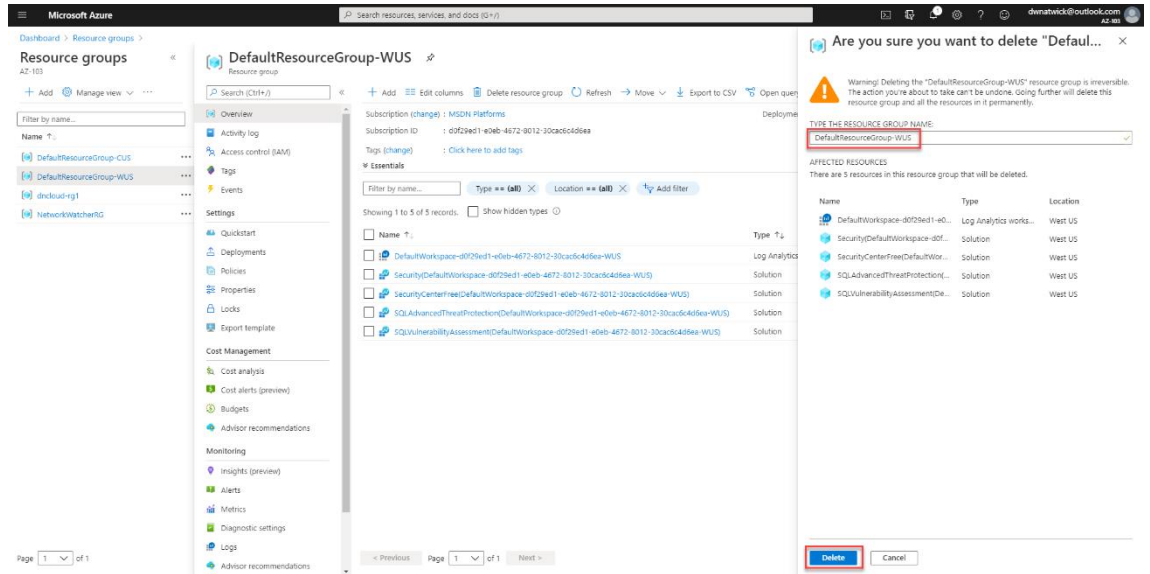 Microsoft Azure
Search resources, services, and docs (G+/)
dwnatwick@outlook.com
AZ-103
Dashboard > Resource groups >
Resource groups
AZ-103
+ Add Manage view ...
Filter by name...
Name ↑↓
DefaultResourceGroup-CUS ...
DefaultResourceGroup-WUS ...
dncloud-rg1 ...
NetworkWatcherRG ...
Page 1 of 1
DefaultResourceGroup-WUS
Resource group
Search (Ctrl+/)
Overview
Activity log
Access control (IAM)
Tags
Events
Settings
Quickstart
Deployments
Policies
Properties
Locks
Export template
Cost Management
Cost analysis
Cost alerts (preview)
Budgets
Advisor recommendations
Monitoring
Insights (preview)
Alerts
Metrics
Diagnostic settings
Logs
Advisor recommendations
+ Add Edit columns Delete resource group Refresh → Move Export to CSV Open query
Subscription (change) : MSDN Platforms
Deployme
Subscription ID : d0f29ed1-e0eb-4672-8012-30cac6c4d6ea
Tags (change) : Click here to add tags
Essentials
Filter by name... Type == (all) Location == (all) Add filter
Showing 1 to 5 of 5 records. Show hidden types
Name ↑↓ Type ↑↓
DefaultWorkspace-d0f29ed1-e0eb-4672-8012-30cac6c4d6ea-WUS Log Analytics
Security(DefaultWorkspace-d0f29ed1-e0eb-4672-8012-30cac6c4d6ea-WUS) Solution
SecurityCenterFree(DefaultWorkspace-d0f29ed1-e0eb-4672-8012-30cac6c4d6ea-WUS) Solution
SQLAdvancedThreatProtection(DefaultWorkspace-d0f29ed1-e0eb-4672-8012-30cac6c4d6ea-WUS) Solution
SQLVulnerabilityAssessment(DefaultWorkspace-d0f29ed1-e0eb-4672-8012-30cac6c4d6ea-WUS) Solution
< Previous Page 1 of 1 Next >
Are you sure you want to delete "Defaul...
Warning! Deleting the "DefaultResourceGroup-WUS" resource group is irreversible.
The action you're about to take can't be undone. Going further will delete this
resource group and all the resources in it permanently.
TYPE THE RESOURCE GROUP NAME:
DefaultResourceGroup-WUS
AFFECTED RESOURCES
There are 5 resources in this resource group that will be deleted.
Name Type Location
DefaultWorkspace-d0f29ed1-e0... Log Analytics works... West US
Security(DefaultWorkspace-d0f... Solution West US
SecurityCenterFree(DefaultWor... Solution West US
SQLAdvancedThreatProtection(... Solution West US
SQLVulnerabilityAssessment(De... Solution West US
Delete Cancel